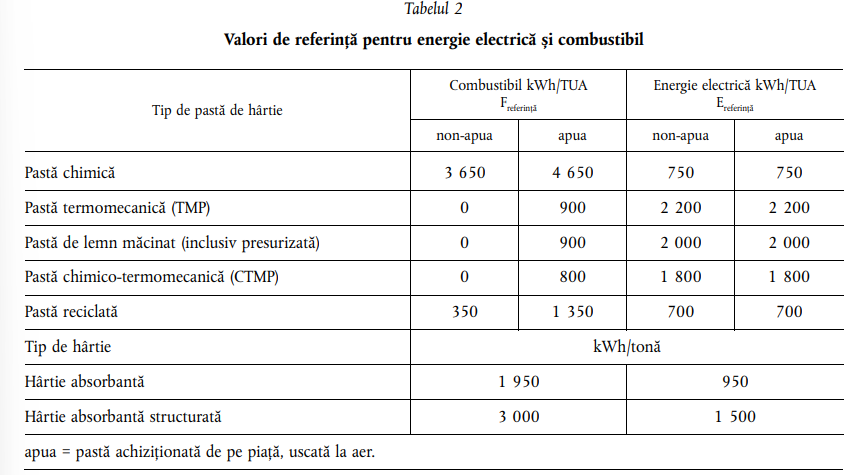 Tabelul 2
Valori de referință pentru energie electrică și combustibil
Tip de pastă de hârtie
Combustibil kWh/TUA
F referință
Energie electrică kWh/TUA
E referință
non-apua apua non-apua apua
Pastă chimică 3 650 4 650 750 750
Pastă termomecanică (TMP) 0 900 2 200 2 200
Pastă de lemn măcinat (inclusiv presurizată) 0 900 2 000 2 000
Pastă chimico-termomecanică (CTMP) 0 800 1 800 1 800
Pastă reciclată 350 1 350 700 700
Tip de hârtie kWh/tonă
Hârtie absorbantă 1 950 950
Hârtie absorbantă structurată 3 000 1 500
apua = pastă achiziționată de pe piață, uscată la aer.